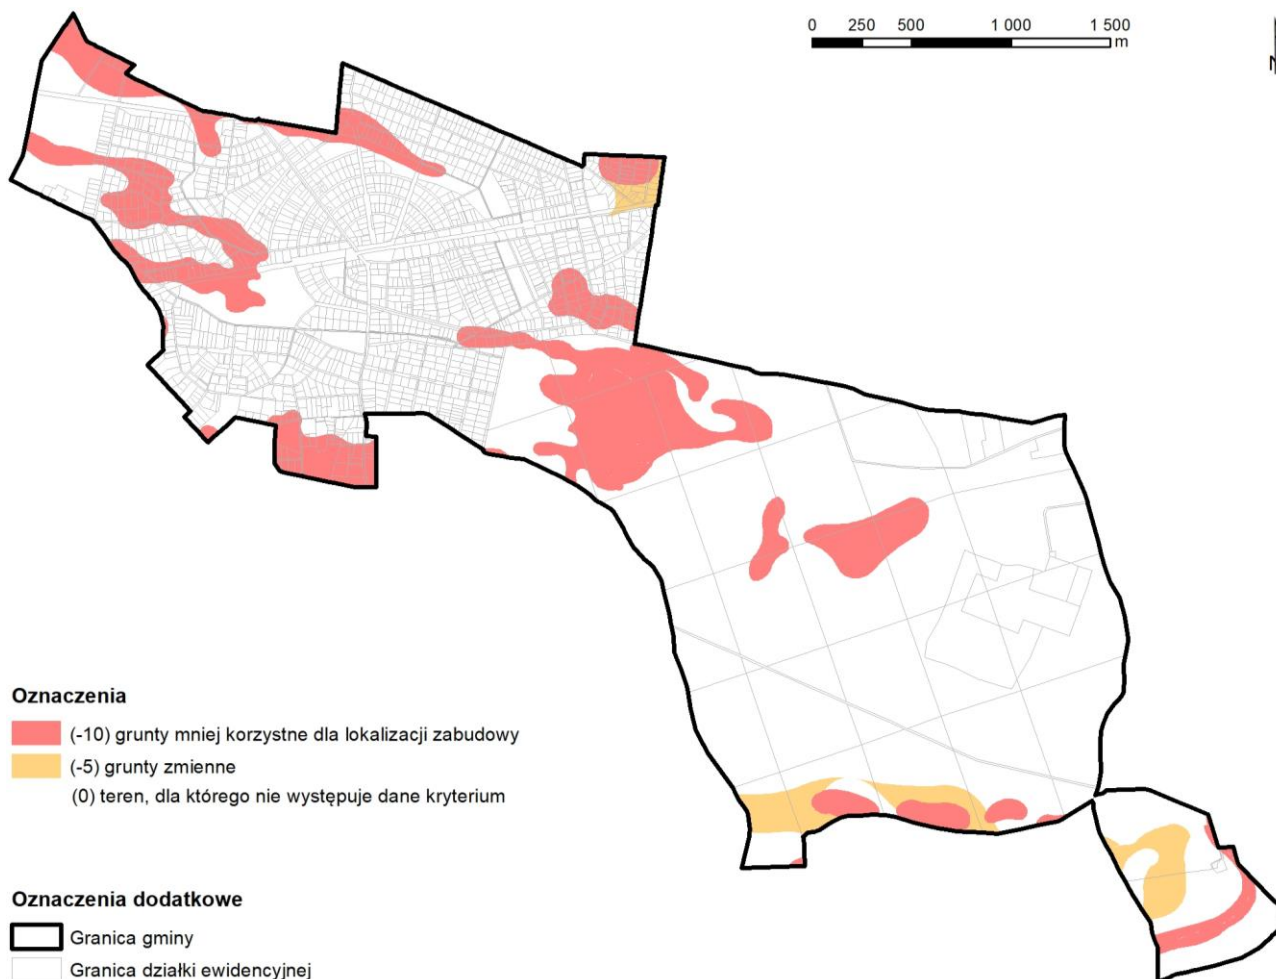 0 250 500 1 000 1 500
m
Oznaczenia
(-10) grunty mniej korzystne dla lokalizacji zabudowy
(-5) grunty zmienne
(0) teren, dla którego nie występuje dane kryterium
Oznaczenia dodatkowe
Granica gminy
Granica działki ewidencyjnej